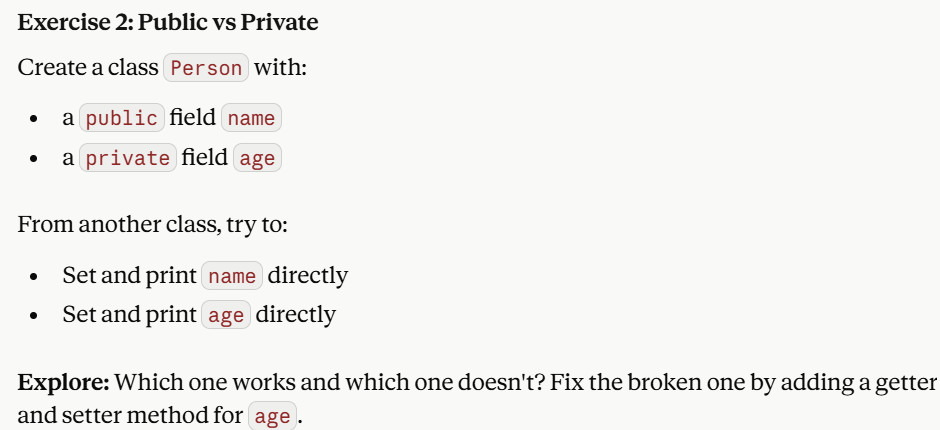 Exercise 2: Public vs Private
Create a class Person with:
• a public field name
• a private field age
From another class, try to:
• Set and print name directly
• Set and print age directly
Explore: Which one works and which one doesn't? Fix the broken one by adding a getter
and setter method for age.